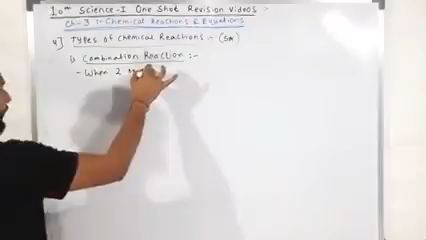 10th Science-I One Shot Revision Videos :-
Ch-3 :- Chemical Reactions & Equations
Types of Chemical Reactions :- (5M)
1) Combination Reaction :-
- When 2